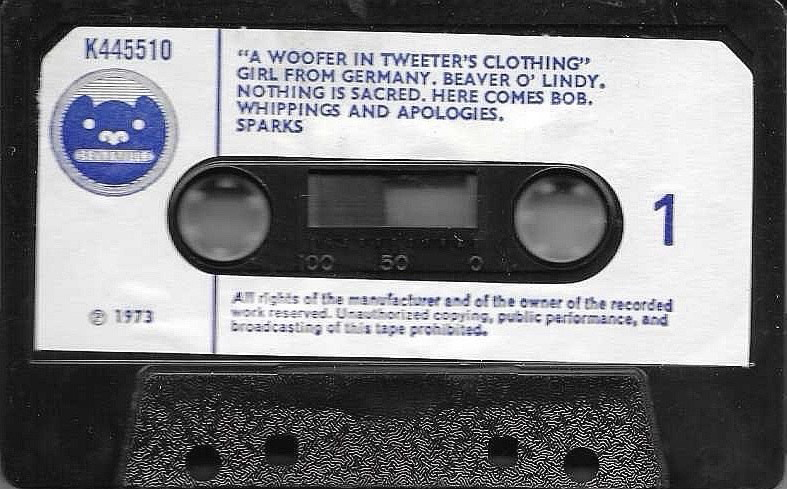 K445510
"A WOOFER IN TWEETER'S CLOTHING"
GIRL FROM GERMANY. BEAVER O' LINDY.
NOTHING IS SACRED. HERE COMES BOB.
WHIPPINGS AND APOLOGIES.
SPARKS
1
100 50 0
℗ 1973
All rights of the manufacturer and of the owner of the recorded
work reserved. Unauthorized copying, public performance, and
broadcasting of this tape prohibited.